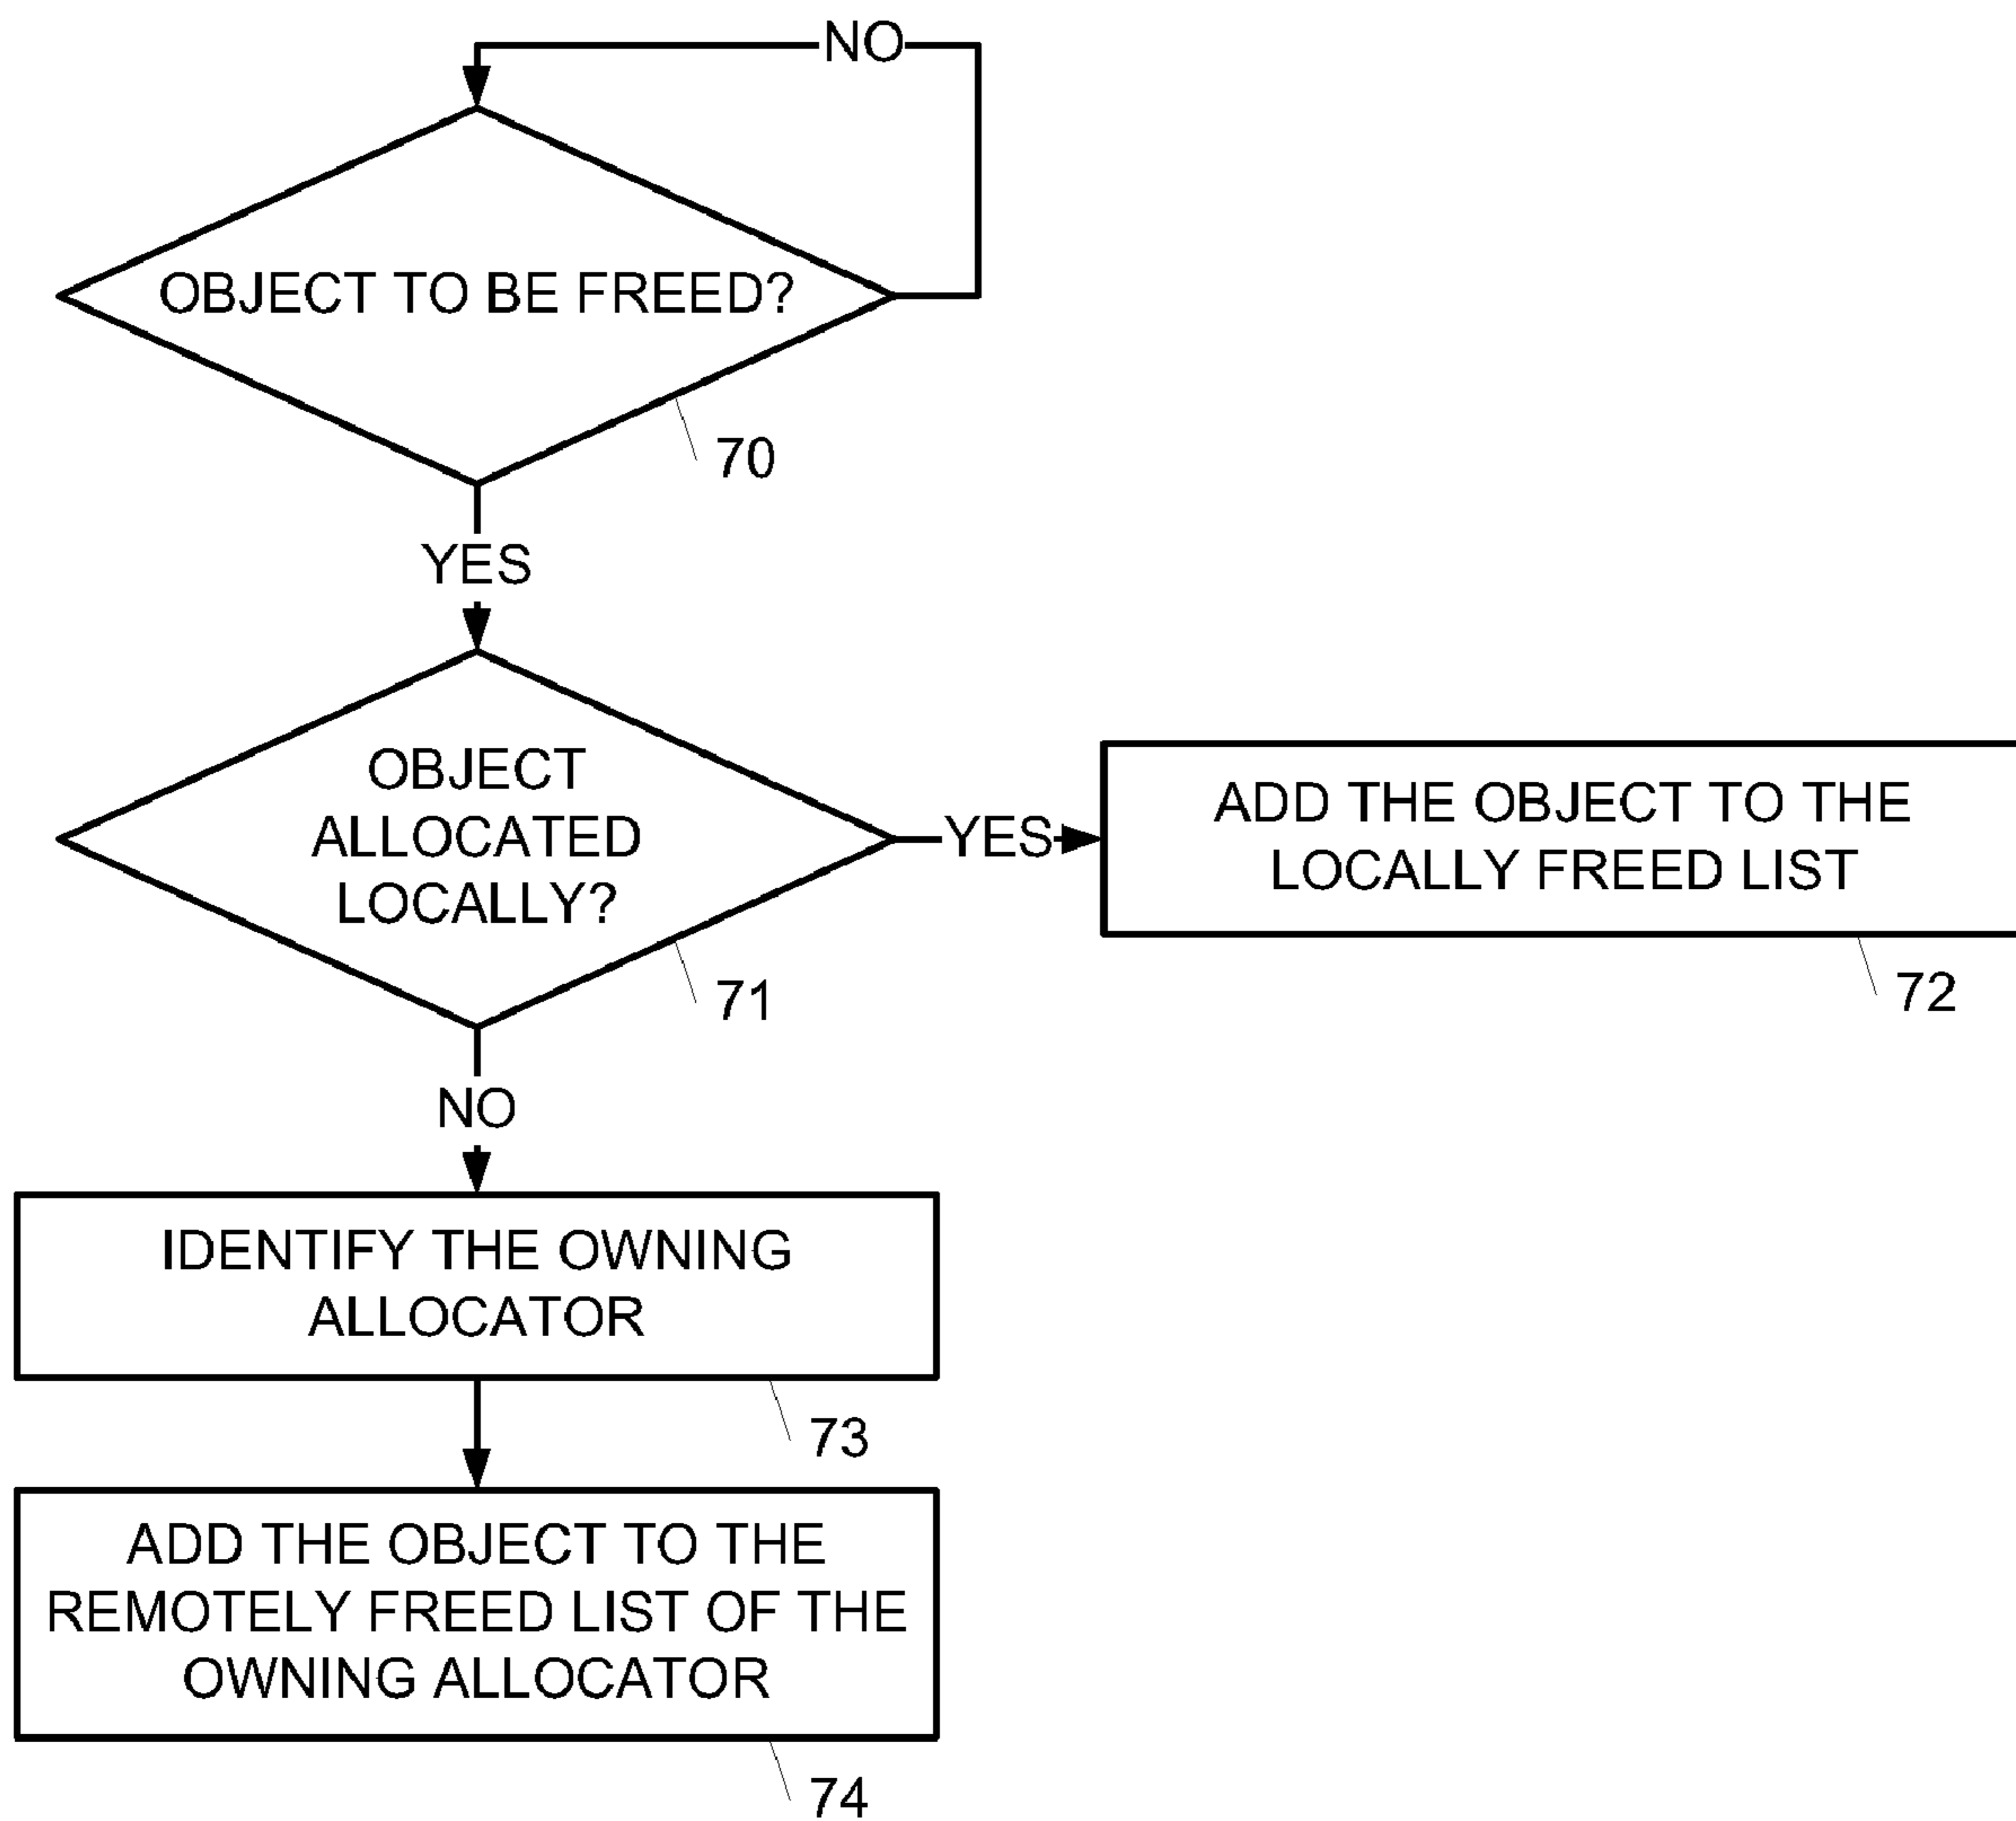 NO
OBJECT TO BE FREED?
70
YES
OBJECT
ALLOCATED
LOCALLY?
71
YES
ADD THE OBJECT TO THE
LOCALLY FREED LIST
72
NO
IDENTIFY THE OWNING
ALLOCATOR
73
ADD THE OBJECT TO THE
REMOTELY FREED LIST OF THE
OWNING ALLOCATOR
74